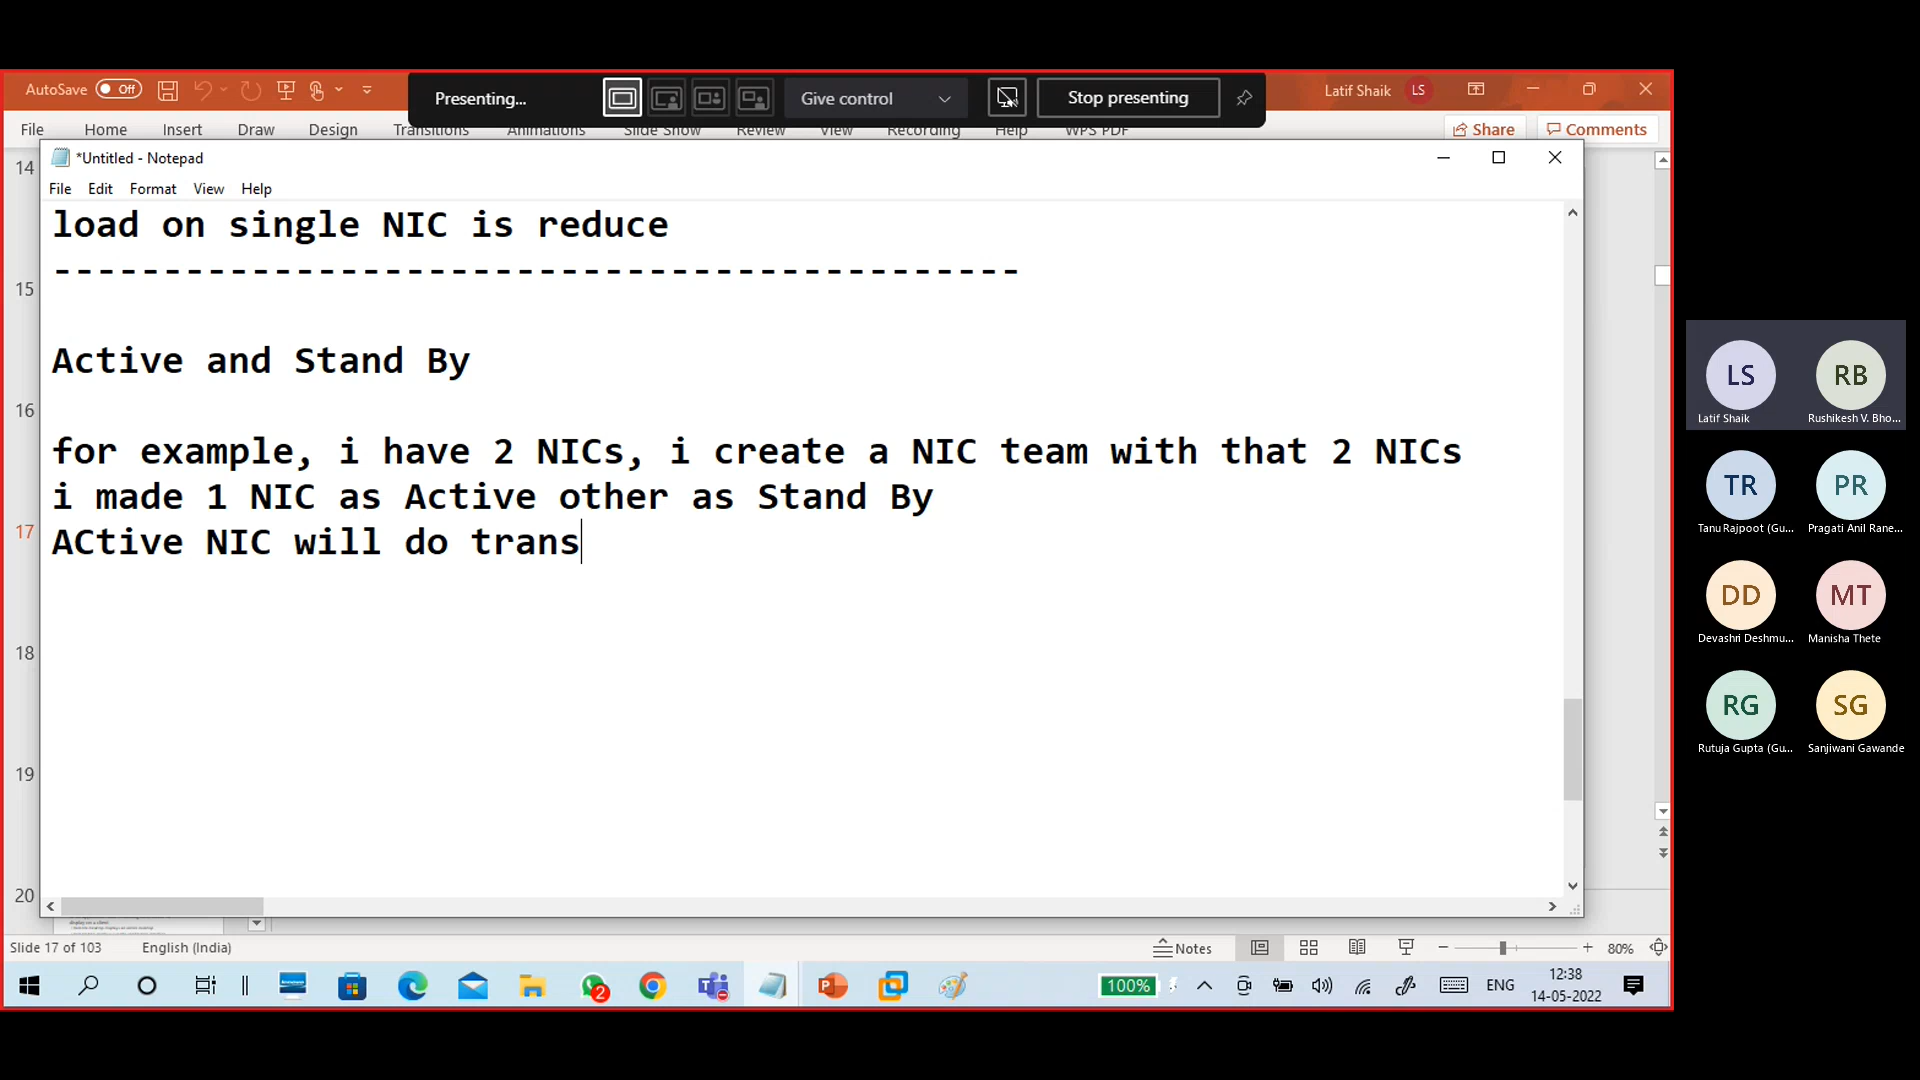 AutoSave Off
Presenting...
Give control
Stop presenting
Latif Shaik LS
File Home Insert Draw Design Transitions Animations Slide Show Review View Recording Help WPS PDF
Share Comments
*Untitled - Notepad
File Edit Format View Help
load on single NIC is reduce
--------------------------------------------
Active and Stand By
for example, i have 2 NICs, i create a NIC team with that 2 NICs
i made 1 NIC as Active other as Stand By
ACtive NIC will do trans
14
15
16
17
18
19
20
Slide 17 of 103 English (India)
Notes
80%
2
100%
ENG
12:38
14-05-2022
LS
Latif Shaik
RB
Rushikesh V. Bho...
TR
Tanu Rajpoot (Gu...
PR
Pragati Anil Rane...
DD
Devashri Deshmu...
MT
Manisha Thete
RG
Rutuja Gupta (Gu...
SG
Sanjiwani Gawande